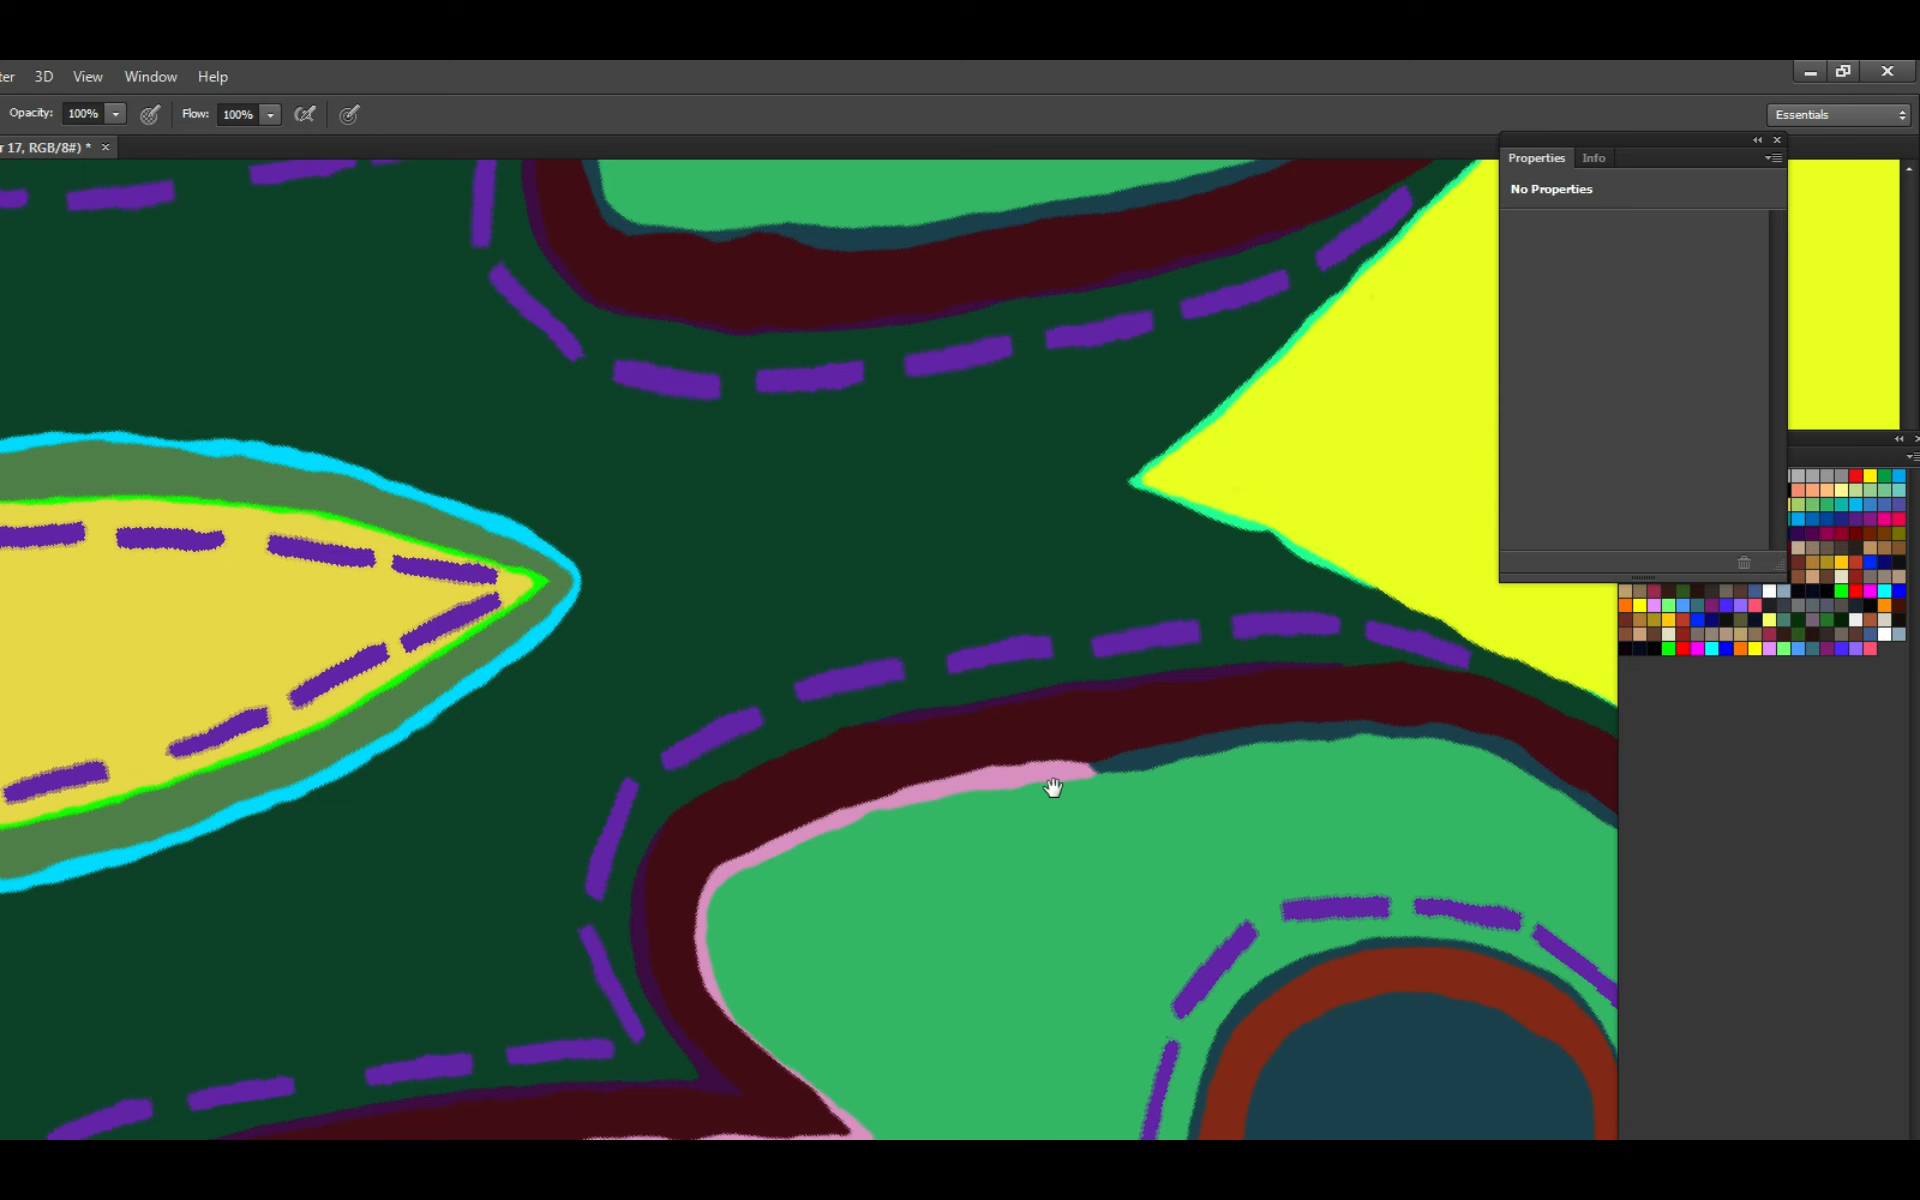 ter 3D View Window Help
Opacity: 100% Flow: 100% Essentials
r 17, RGB/8#) *
Properties Info
No Properties